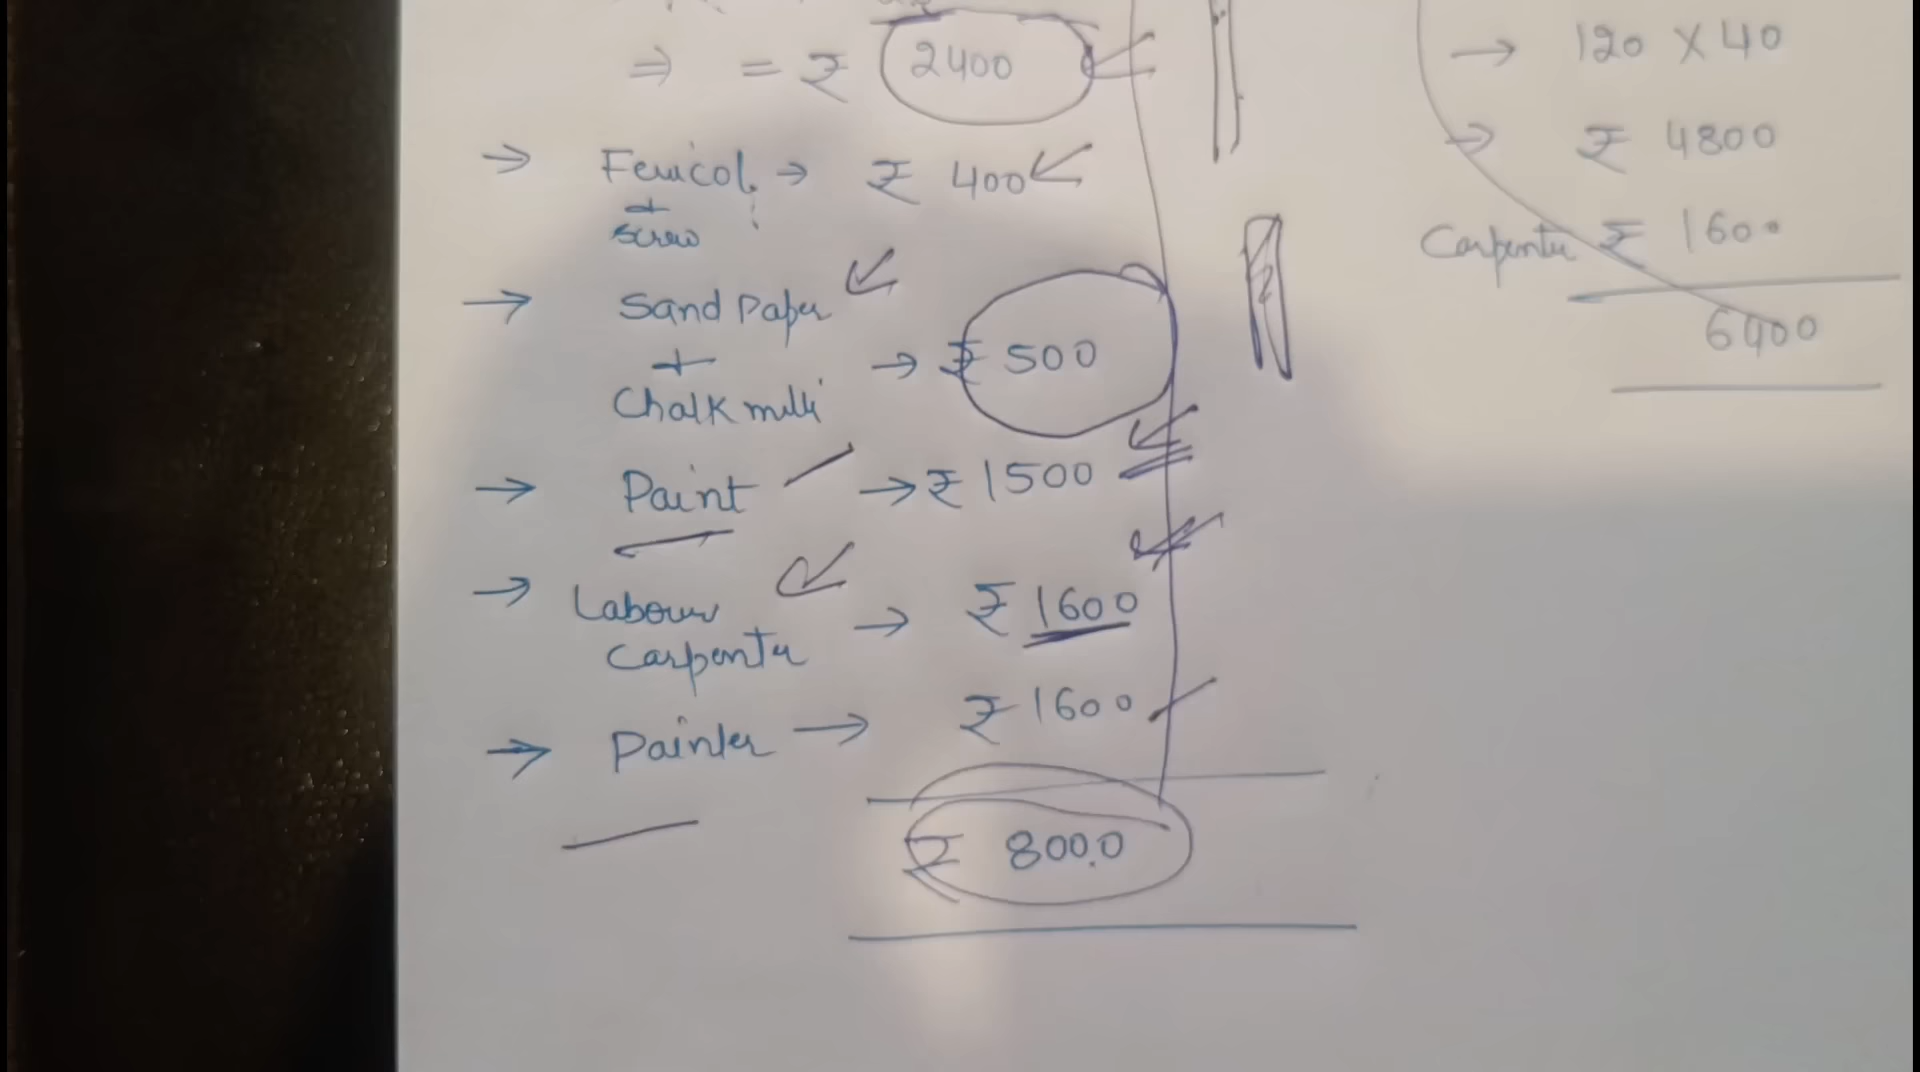 ⇒ = ₹ 2400
→ Fevicol → ₹ 400
+
screw
→ Sand Paper
+ → ₹ 500
Chalk milli
→ Paint → ₹ 1500
→ Labour → ₹ 1600
Carpenter
→ Painter → ₹ 1600
₹ 8000
→ 120 X 40
→ ₹ 4800
Carpenter ₹ 1600
6400